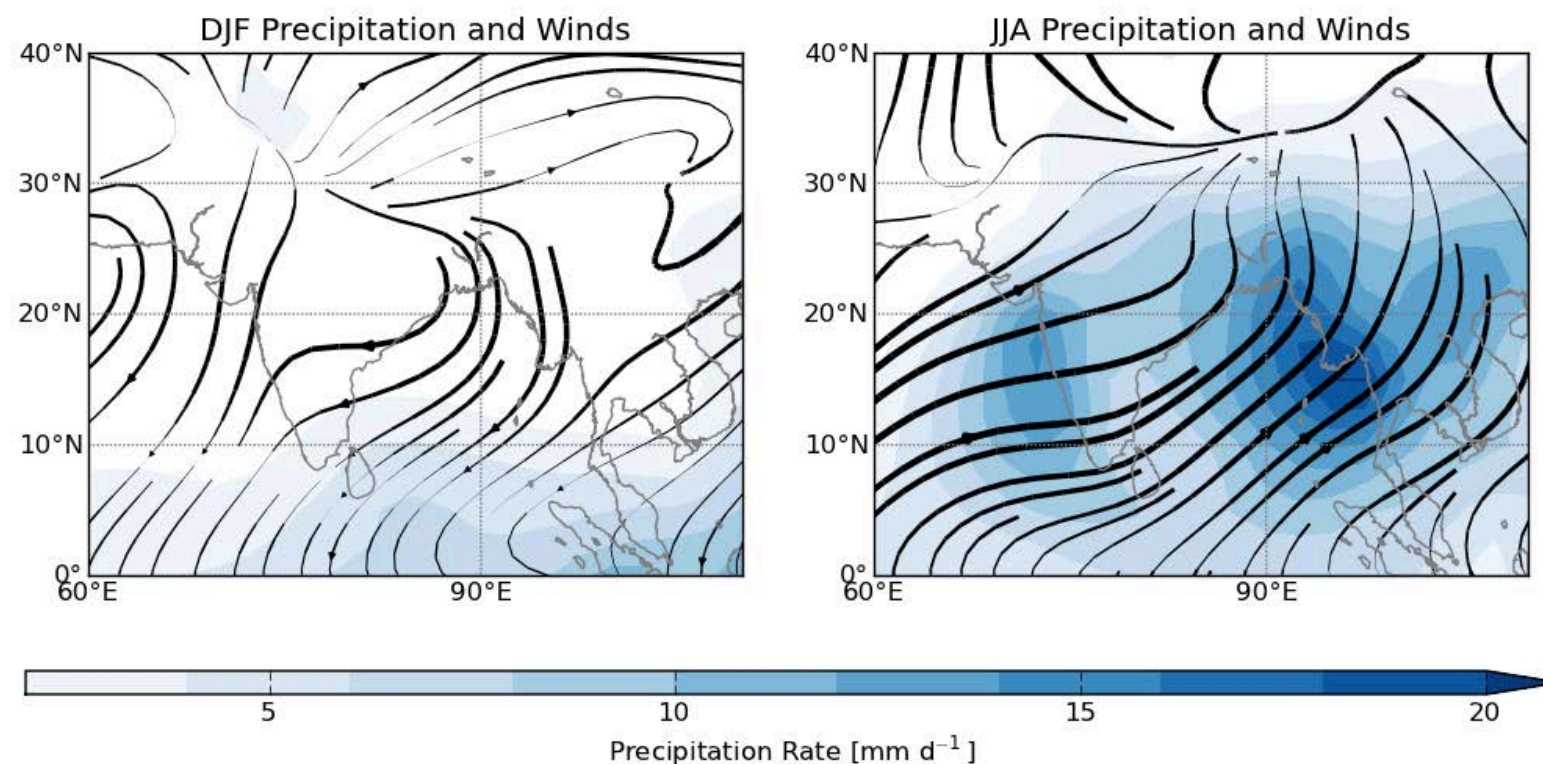 DJF Precipitation and Winds
JJA Precipitation and Winds
40°N
30°N
20°N
10°N
0°
60°E
90°E
40°N
30°N
20°N
10°N
0°
60°E
90°E
5
10
15
20
Precipitation Rate [mm d⁻¹]